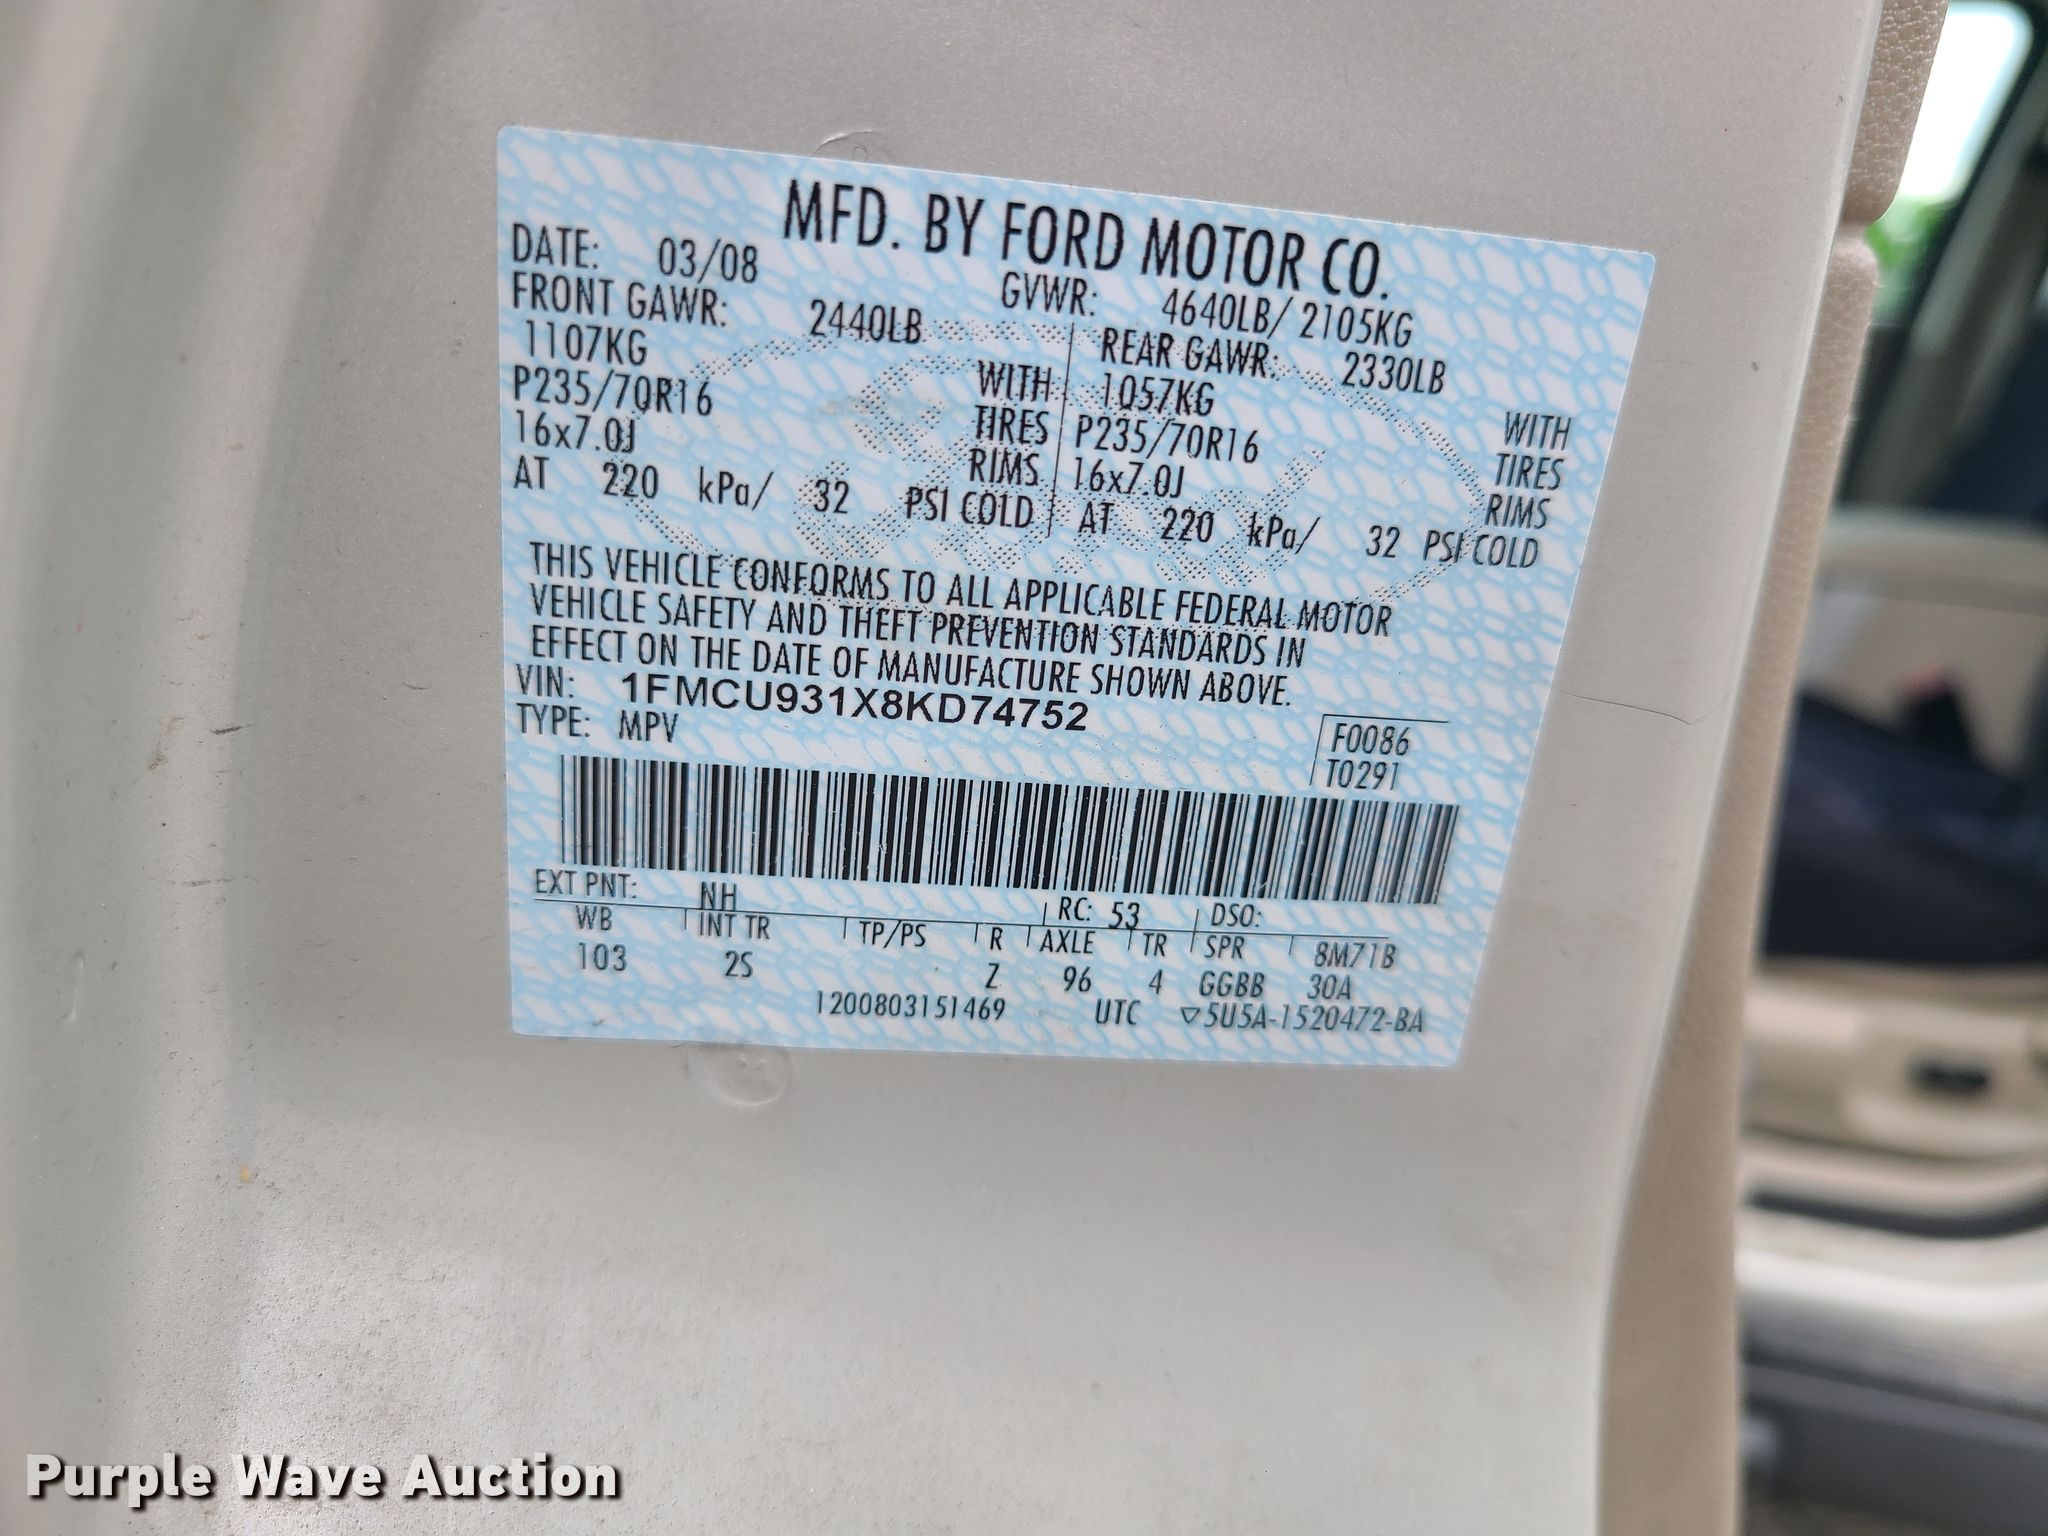 MFD. BY FORD MOTOR CO.
DATE: 03/08 GVWR: 4640LB/ 2105KG
FRONT GAWR: 2440LB REAR GAWR: 2330LB
1107KG WITH 1057KG WITH
P235/70R16 TIRES P235/70R16 TIRES
16x7.0J RIMS 16x7.0J RIMS
AT 220 kPa/ 32 PSI COLD AT 220 kPa/ 32 PSI COLD
THIS VEHICLE CONFORMS TO ALL APPLICABLE FEDERAL MOTOR
VEHICLE SAFETY AND THEFT PREVENTION STANDARDS IN
EFFECT ON THE DATE OF MANUFACTURE SHOWN ABOVE.
VIN: 1FMCU931X8KD74752
TYPE: MPV
F0086
T0291
EXT PNT: NH RC: 53 DSO:
WB INT TR TP/PS R AXLE TR SPR 8M71B
103 2S Z 96 4 GGBB 30A
1200803151469 UTC ▽5U5A-1520472-BA
Purple Wave Auction